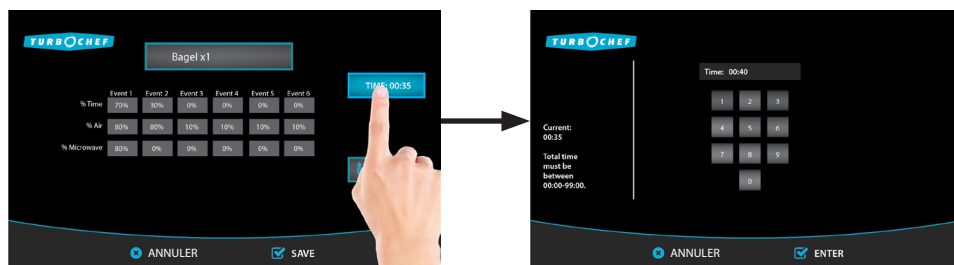 TURBOCHEF
Bagel x1
TIME: 00:35
Event 1 Event 2 Event 3 Event 4 Event 5 Event 6
% Time 70% 30% 0% 0% 0% 0%
% Air 80% 80% 10% 10% 10% 10%
% Microwave 80% 0% 0% 0% 0% 0%
ANNULER SAVE
TURBOCHEF
Time: 00:40
1 2 3
4 5 6
7 8 9
0
Current:
00:35
Total time
must be
between
00:00-99:00.
ANNULER ENTER